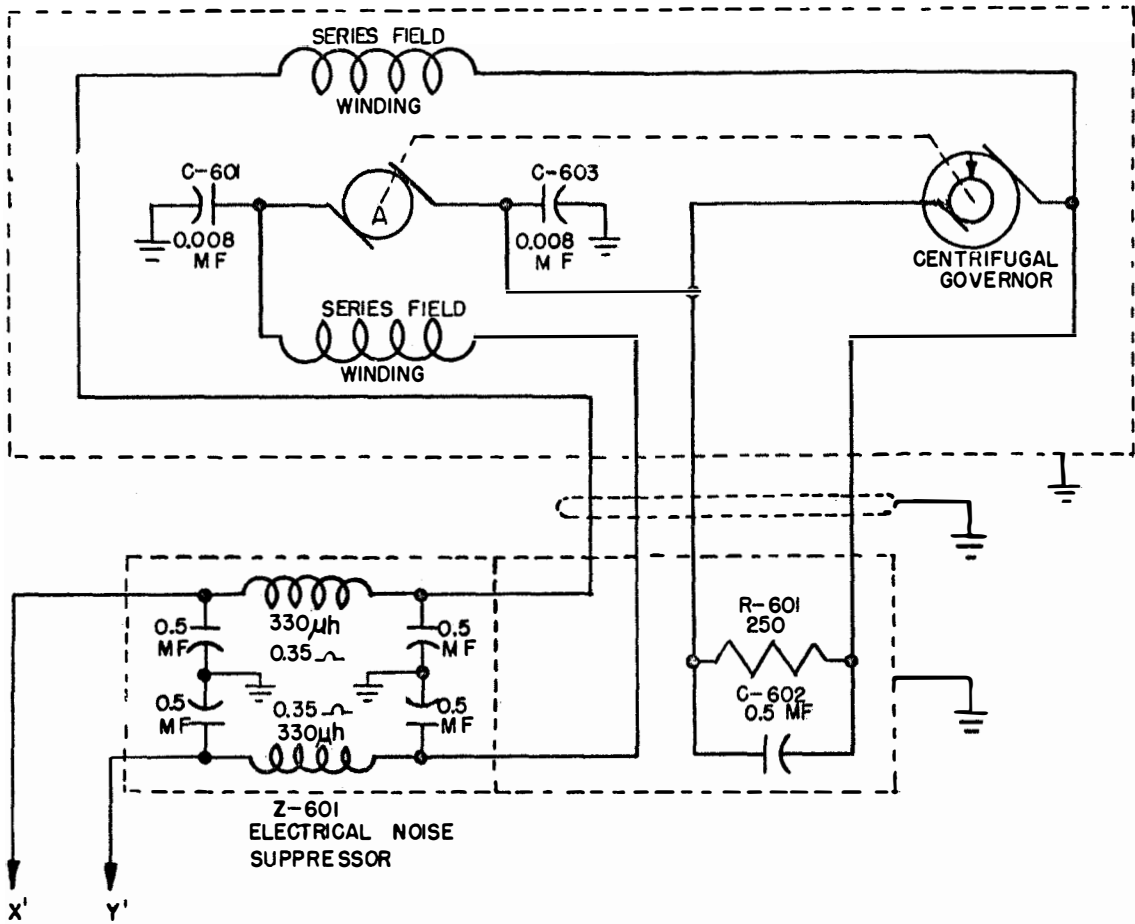 SERIES FIELD
WINDING
C-601
0.008
MF
A
C-603
0.008
MF
CENTRIFUGAL
GOVERNOR
SERIES FIELD
WINDING
0.5
MF
330μh
0.35
0.5
MF
0.5
MF
0.35
330μh
0.5
MF
R-601
250
C-602
0.5 MF
Z-601
ELECTRICAL NOISE
SUPPRESSOR
X'
Y'